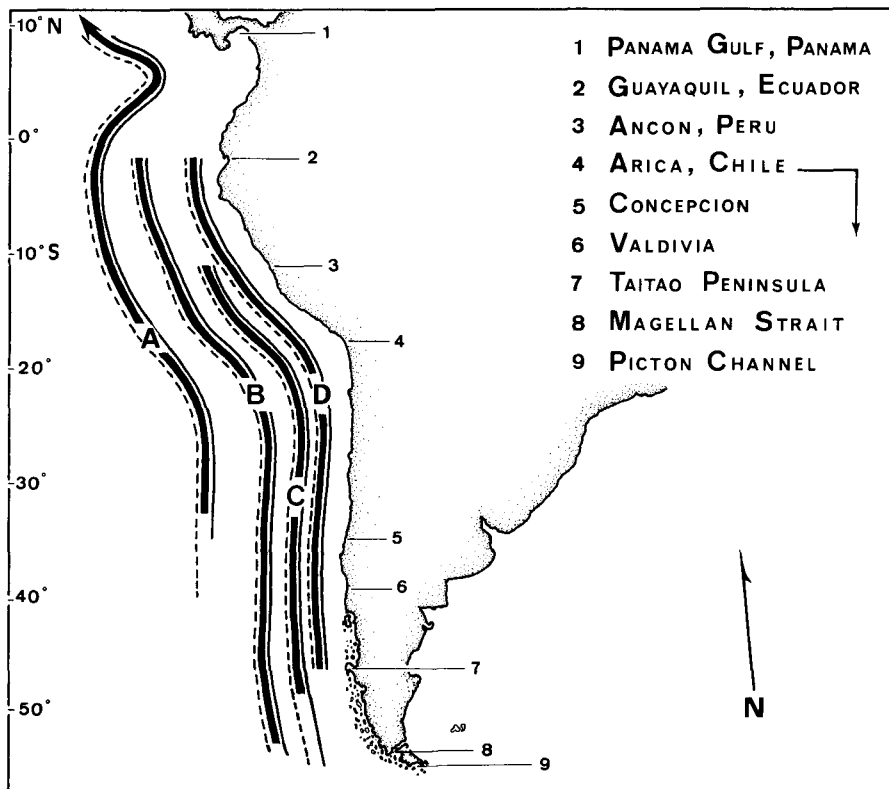 10° N
0°
10° S
20°
30°
40°
50°
A
B
C
D
1
2
3
4
5
6
7
8
9
1 PANAMA GULF, PANAMA
2 GUAYAQUIL, ECUADOR
3 ANCON, PERU
4 ARICA, CHILE
5 CONCEPCION
6 VALDIVIA
7 TAITAO PENINSULA
8 MAGELLAN STRAIT
9 PICTON CHANNEL
N